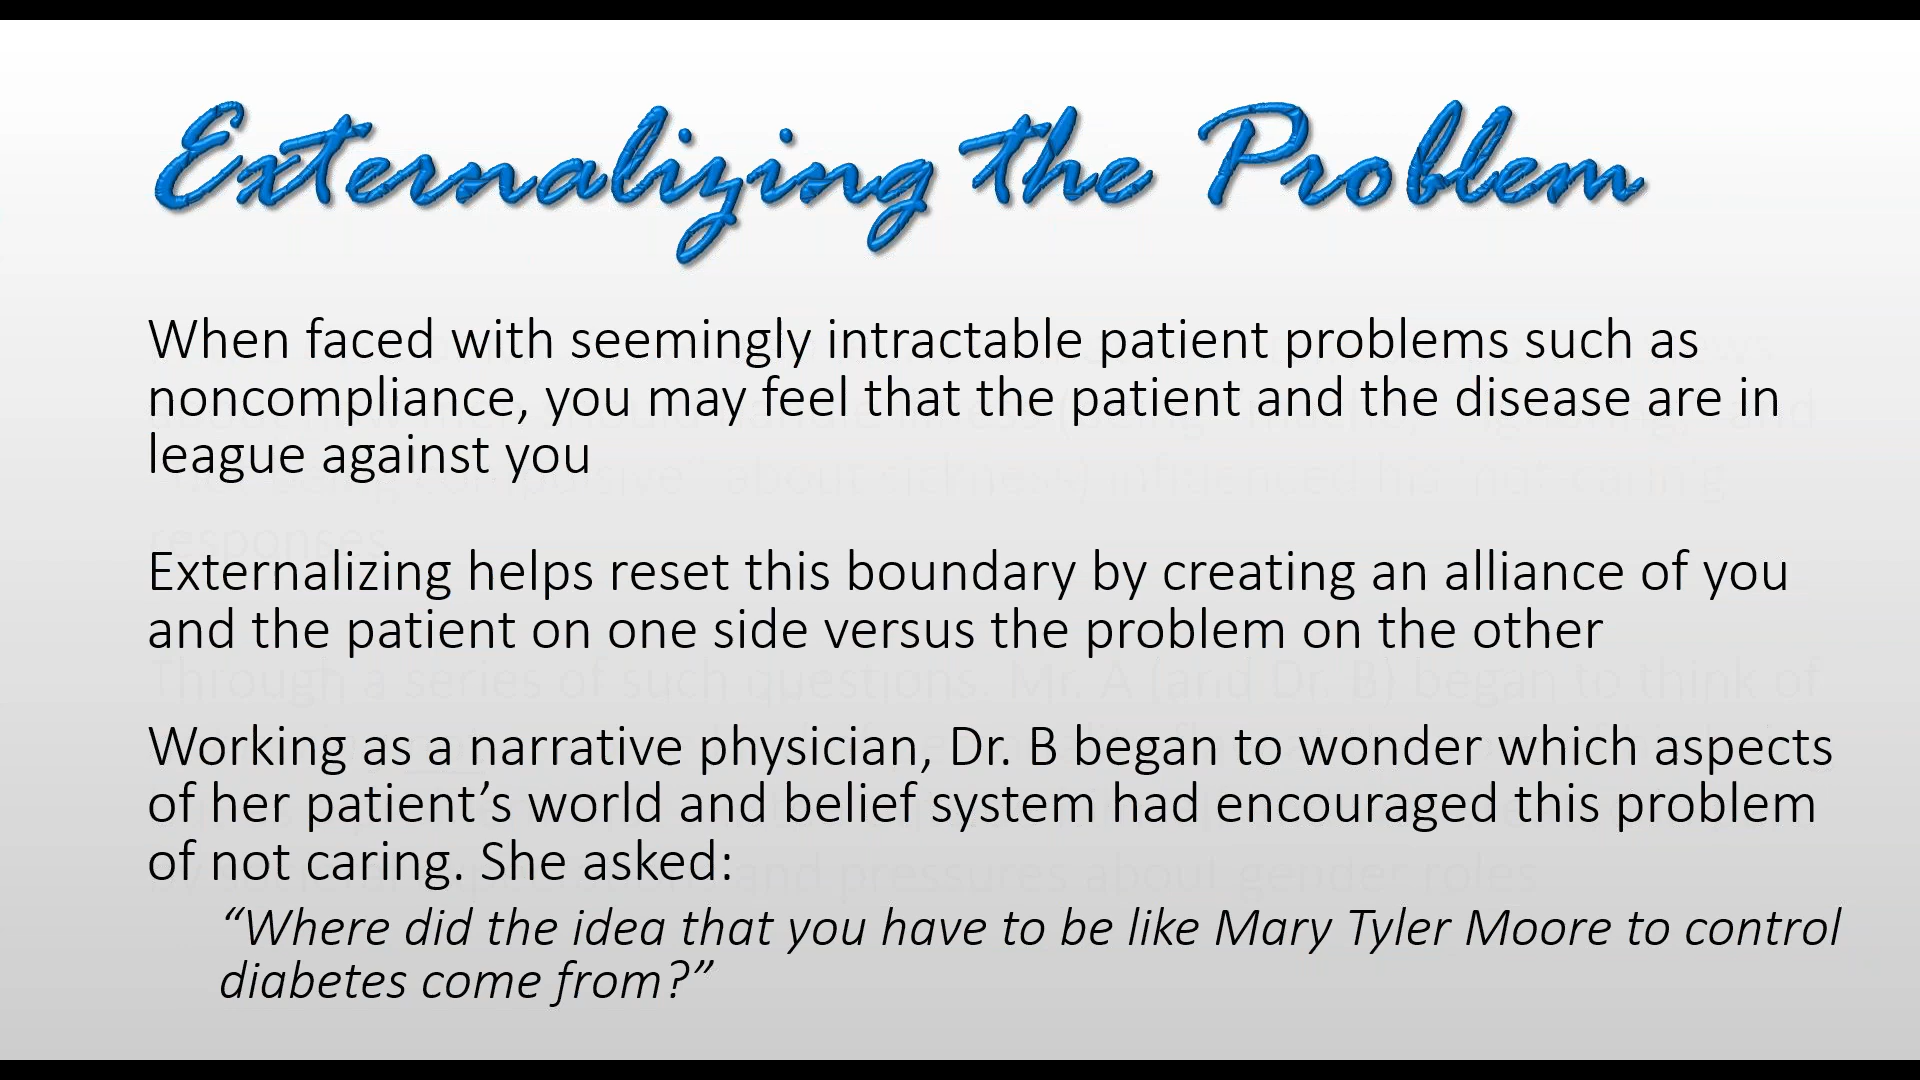 Externalizing the Problem
When faced with seemingly intractable patient problems such as
noncompliance, you may feel that the patient and the disease are in
league against you
Externalizing helps reset this boundary by creating an alliance of you
and the patient on one side versus the problem on the other
Working as a narrative physician, Dr. B began to wonder which aspects
of her patient’s world and belief system had encouraged this problem
of not caring. She asked:
“Where did the idea that you have to be like Mary Tyler Moore to control
diabetes come from?”